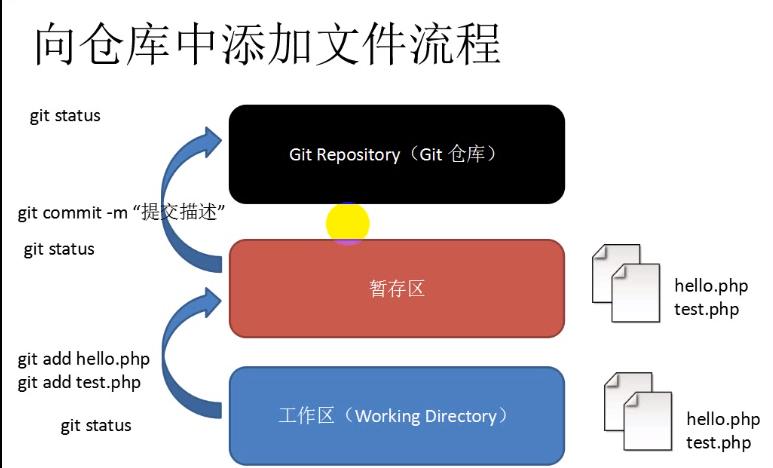 向仓库中添加文件流程
git status
Git Repository（Git 仓库）
git commit -m “提交描述”
git status
暂存区
hello.php
test.php
git add hello.php
git add test.php
git status
工作区（Working Directory）
hello.php
test.php